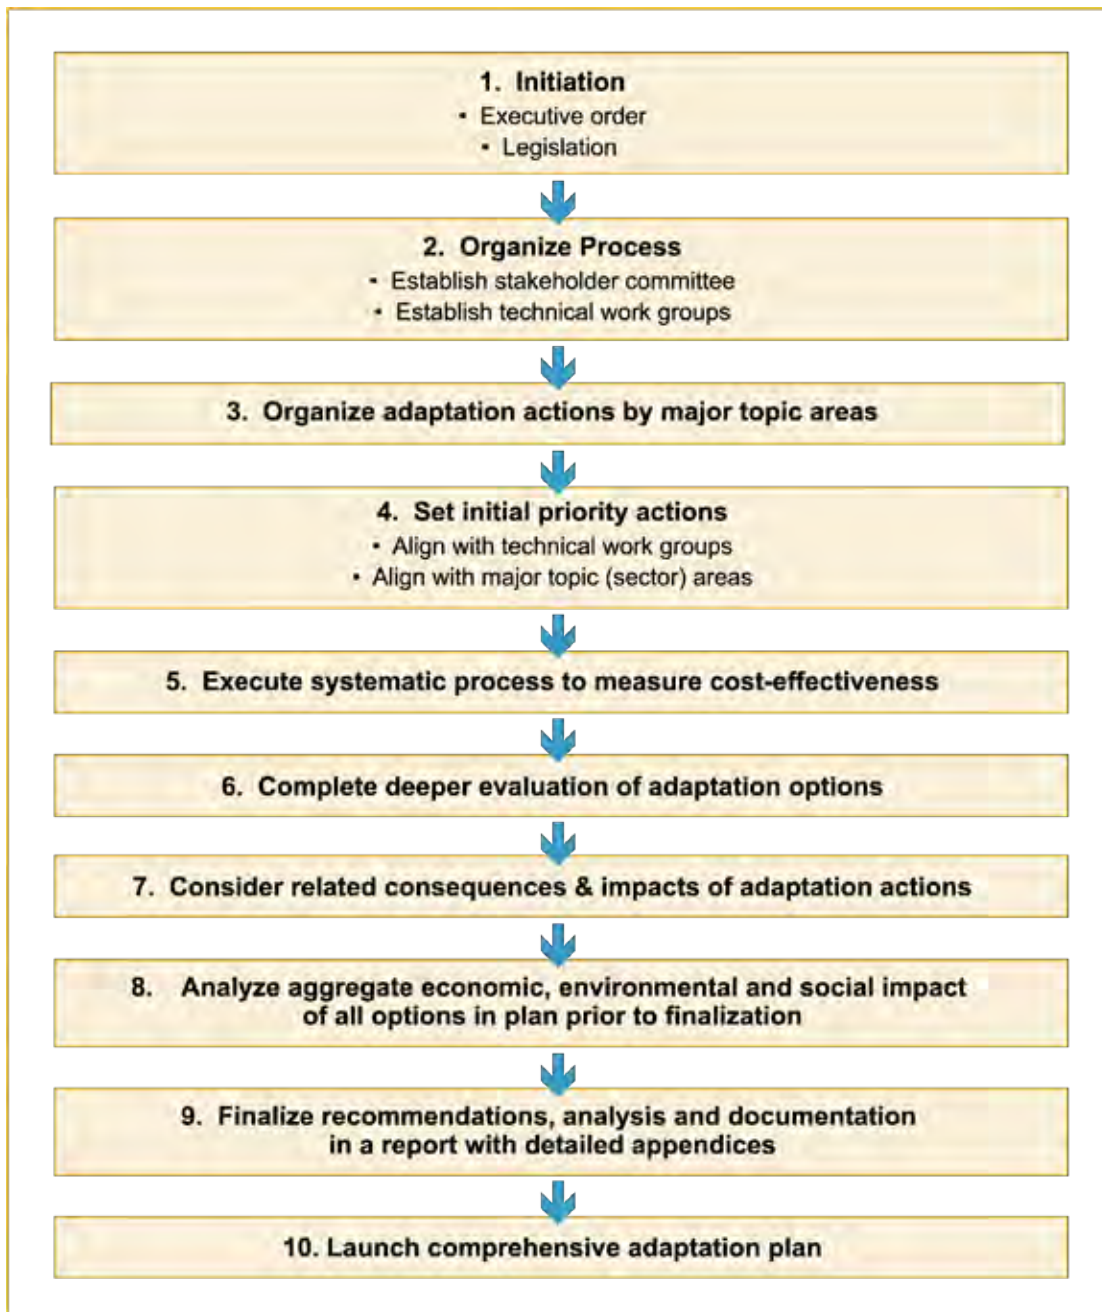 1. Initiation
• Executive order
• Legislation
2. Organize Process
• Establish stakeholder committee
• Establish technical work groups
3. Organize adaptation actions by major topic areas
4. Set initial priority actions
• Align with technical work groups
• Align with major topic (sector) areas
5. Execute systematic process to measure cost-effectiveness
6. Complete deeper evaluation of adaptation options
7. Consider related consequences & impacts of adaptation actions
8. Analyze aggregate economic, environmental and social impact
of all options in plan prior to finalization
9. Finalize recommendations, analysis and documentation
in a report with detailed appendices
10. Launch comprehensive adaptation plan